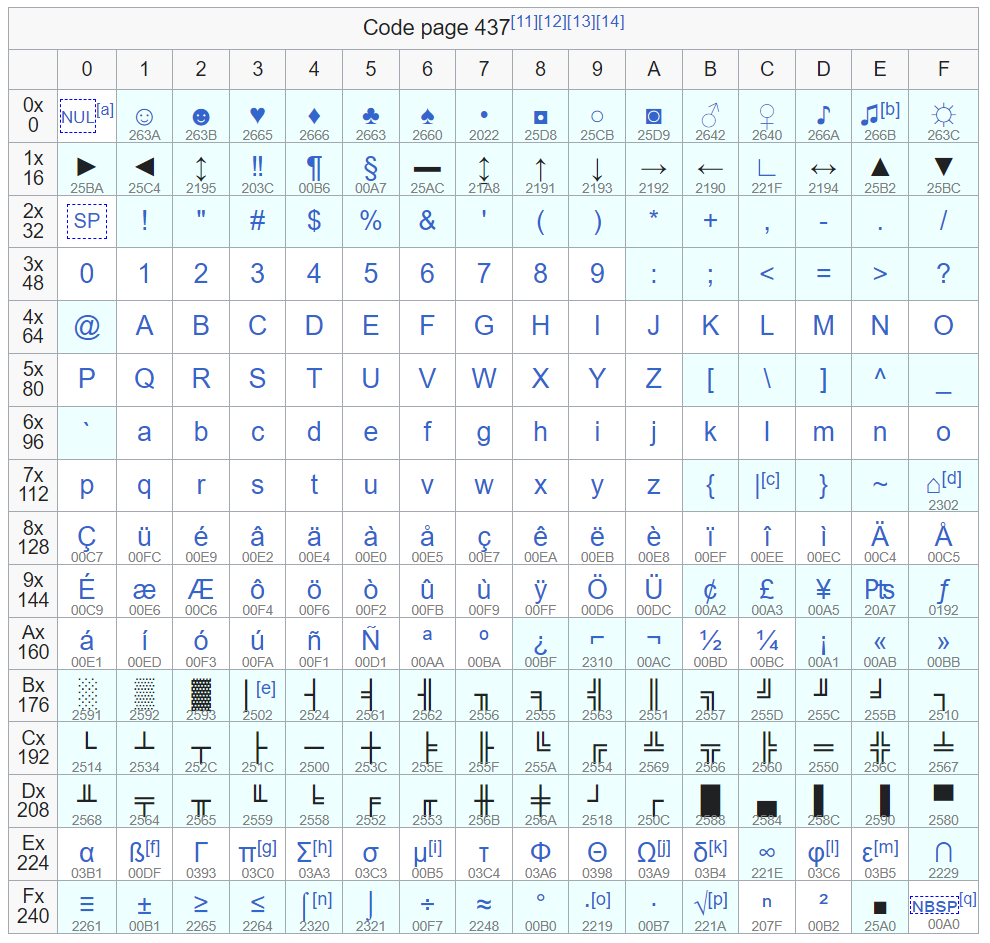 Code page 437[11][12][13][14]
0 1 2 3 4 5 6 7 8 9 A B C D E F
0x NUL[a] ☺ ☻ ♥ ♦ ♣ ♠ • ◘ ○ ◙ ♂ ♀ ♪ ♫[b] ☼
0 263A 263B 2665 2666 2663 2660 2022 25D8 25CB 25D9 2642 2640 266A 266B 263C
1x ► ◄ ↕ ‼ ¶ § ▬ ↨ ↑ ↓ → ← ∟ ↔ ▲ ▼
16 25BA 25C4 2195 203C 00B6 00A7 25AC 21A8 2191 2193 2192 2190 221F 2194 25B2 25BC
2x SP ! " # $ % & ' ( ) * + , - . /
32
3x 0 1 2 3 4 5 6 7 8 9 : ; < = > ?
48
4x @ A B C D E F G H I J K L M N O
64
5x P Q R S T U V W X Y Z [ \ ] ^ _
80
6x ` a b c d e f g h i j k l m n o
96
7x p q r s t u v w x y z { |[c] } ~ ⌂[d]
112 2302
8x Ç ü é â ä à å ç ê ë è ï î ì Ä Å
128 00C7 00FC 00E9 00E2 00E4 00E0 00E5 00E7 00EA 00EB 00E8 00EF 00EE 00EC 00C4 00C5
9x É æ Æ ô ö ò û ù ÿ Ö Ü ¢ £ ¥ ₧ ƒ
144 00C9 00E6 00C6 00F4 00F6 00F2 00FB 00F9 00FF 00D6 00DC 00A2 00A3 00A5 20A7 0192
Ax á í ó ú ñ Ñ ª º ¿ ⌐ ¬ ½ ¼ ¡ « »
160 00E1 00ED 00F3 00FA 00F1 00D1 00AA 00BA 00BF 2310 00AC 00BD 00BC 00A1 00AB 00BB
Bx ░ ▒ ▓ │[e] ┤ ╡ ╢ ╖ ╕ ╣ ║ ╗ ╝ ╜ ╛ ┐
176 2591 2592 2593 2502 2524 2561 2562 2556 2555 2563 2551 2557 255D 255C 255B 2510
Cx └ ┴ ┬ ├ ─ ┼ ╞ ╟ ╚ ╔ ╩ ╦ ╠ ═ ╬ ╧
192 2514 2534 252C 251C 2500 253C 255E 255F 255A 2554 2569 2566 2560 2550 256C 2567
Dx ╨ ╤ ╥ ╙ ╘ ╒ ╓ ╫ ╪ ┘ ┌ █ ▄ ▌ ▐ ▀
208 2568 2564 2565 2559 2558 2552 2553 256B 256A 2518 250C 2588 2584 258C 2590 2580
Ex α ß[f] Γ π[g] Σ[h] σ µ[i] τ Φ Θ Ω[j] δ[k] ∞ φ[l] ε[m] ∩
224 03B1 00DF 0393 03C0 03A3 03C3 00B5 03C4 03A6 0398 03A9 03B4 221E 03C6 03B5 2229
Fx ≡ ± ≥ ≤ ⌠[n] ⌡ ÷ ≈ ° ∙[o] · √[p] ⁿ ² ■ NBSP[q]
240 2261 00B1 2265 2264 2320 2321 00F7 2248 00B0 2219 00B7 221A 207F 00B2 25A0 00A0